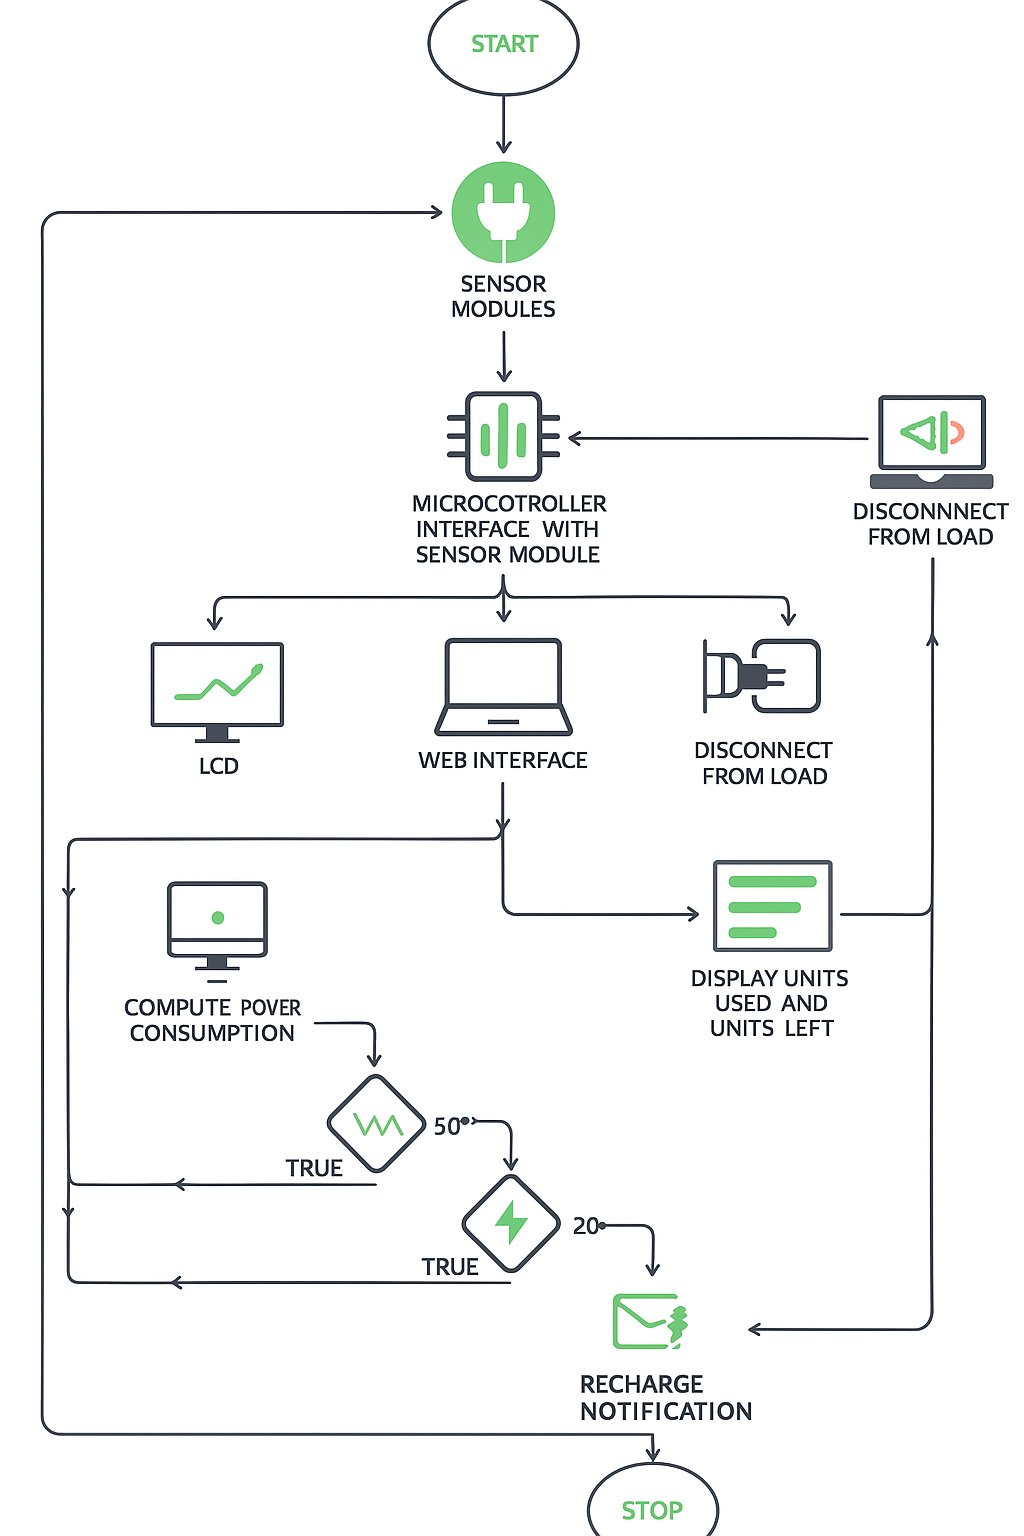 START
SENSOR
MODULES
MICROCOTROLLER
INTERFACE WITH
SENSOR MODULE
DISCONNNECT
FROM LOAD
LCD
WEB INTERFACE
DISCONNECT
FROM LOAD
COMPUTE POVER
CONSUMPTION
DISPLAY UNITS
USED AND
UNITS LEFT
50
TRUE
20
TRUE
RECHARGE
NOTIFICATION
STOP